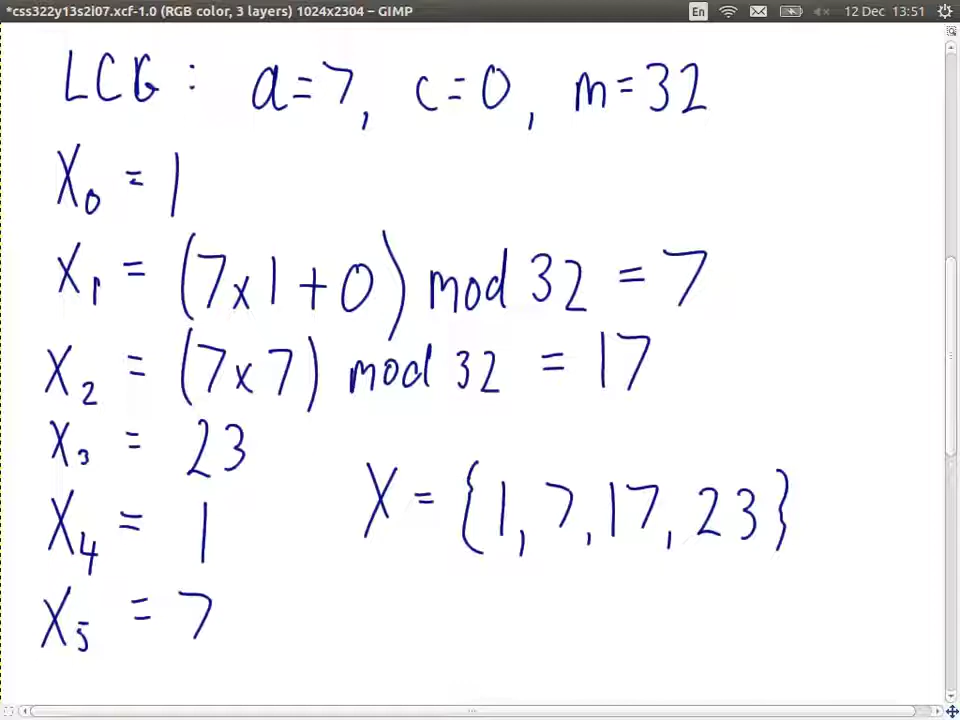 *css322y13s2i07.xcf-1.0 (RGB color, 3 layers) 1024x2304 – GIMP En 12 Dec 13:51
LCG : a=7, c=0, m=32
X0 = 1
X1 = (7x1+0) mod 32 = 7
X2 = (7x7) mod 32 = 17
X3 = 23
X = {1,7,17,23}
X4 = 1
X5 = 7